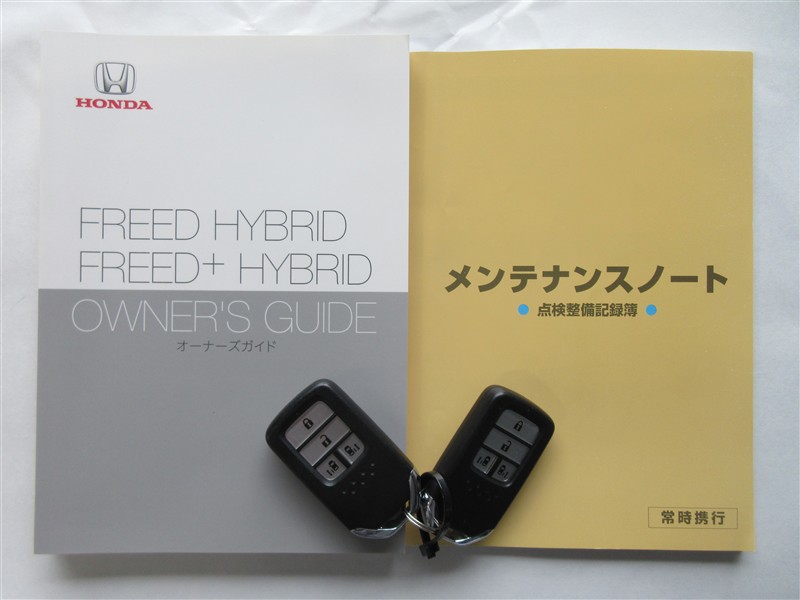 HONDA
FREED HYBRID
FREED+ HYBRID
OWNER'S GUIDE
オーナーズガイド
メンテナンスノート
点検整備記録簿
常時携行